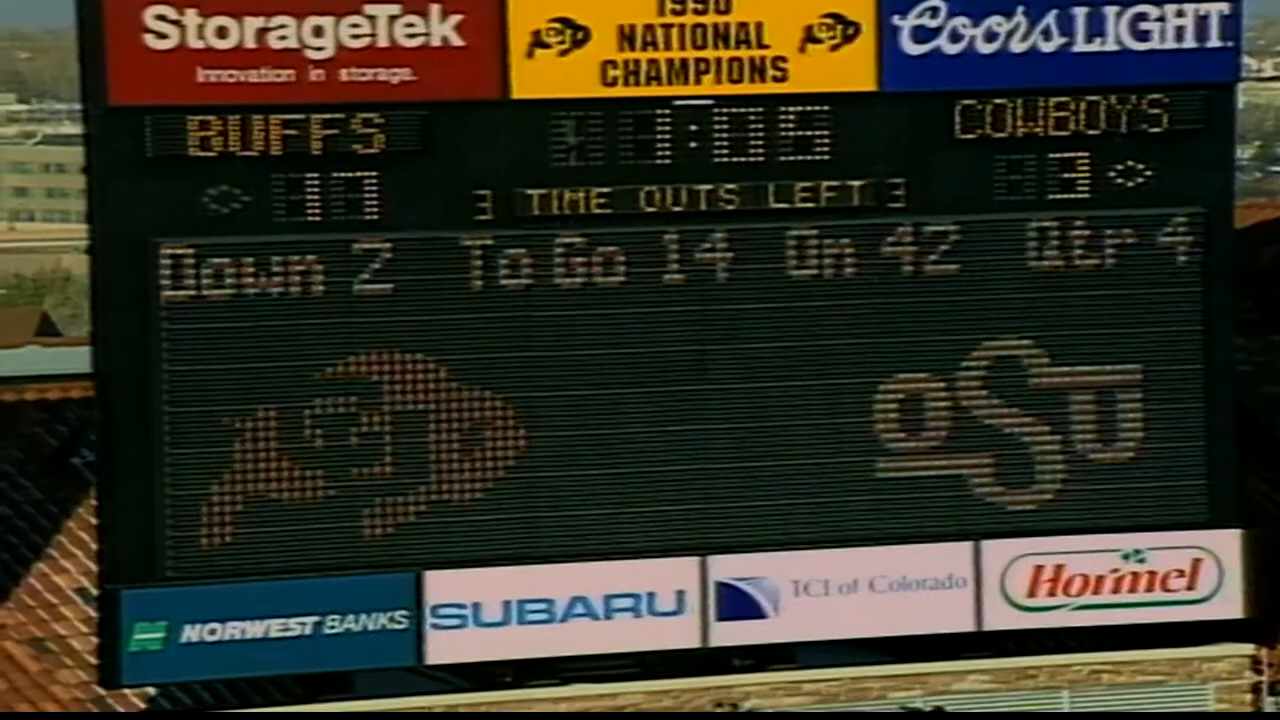 StorageTek
Innovation in storage.
1990
NATIONAL
CHAMPIONS
Coors LIGHT
BUFFS
COWBOYS
3 TIME OUTS LEFT 3
17
3
Down 2 To Go 14 On 42 Qtr 4
OSU
NORWEST BANKS
SUBARU
TCI of Colorado
Hormel